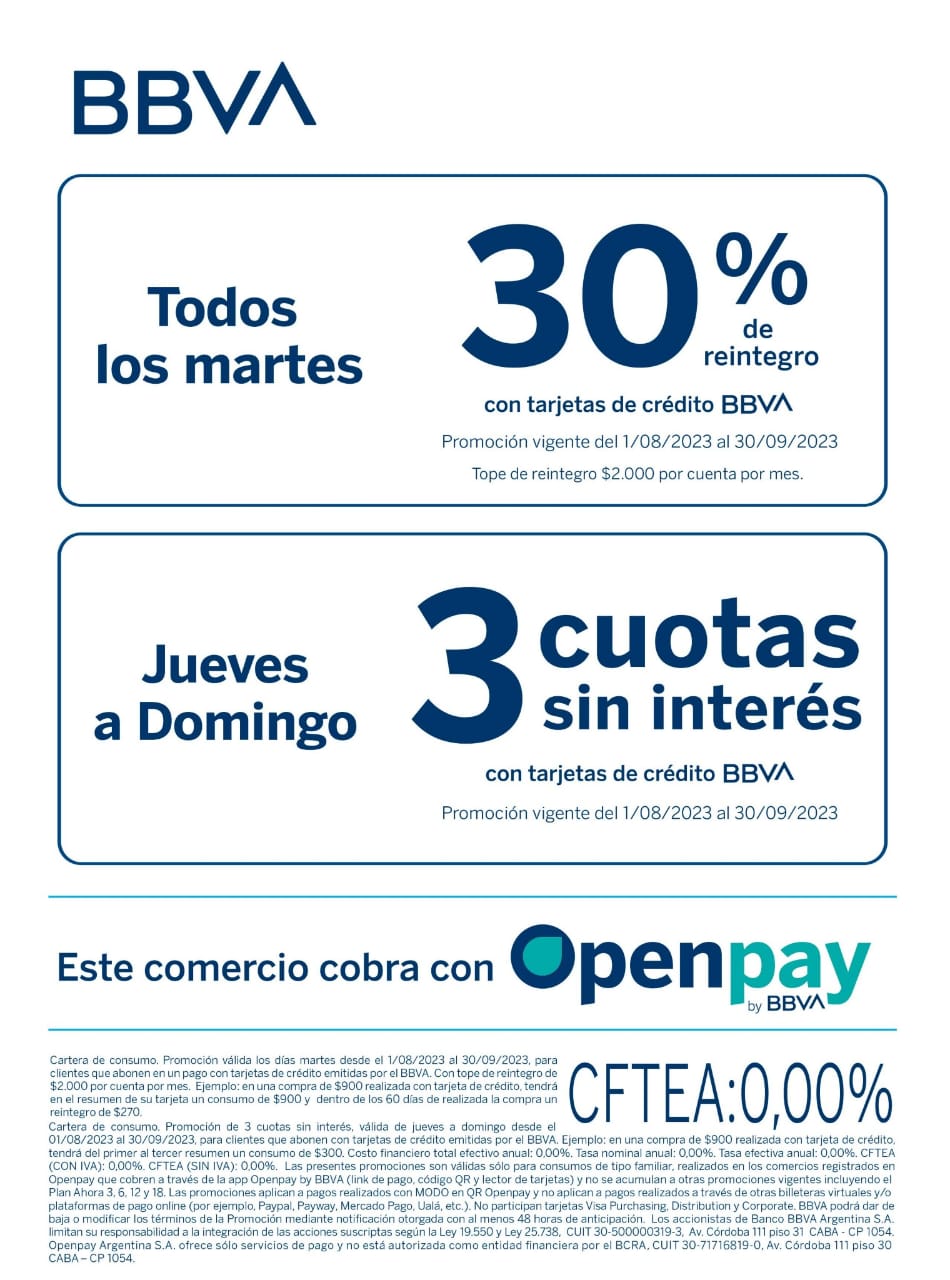 BBVA
Todos
los martes
30%
de
reintegro
con tarjetas de crédito BBVA
Promoción vigente del 1/08/2023 al 30/09/2023
Tope de reintegro $2.000 por cuenta por mes.
Jueves
a Domingo
3 cuotas
sin interés
con tarjetas de crédito BBVA
Promoción vigente del 1/08/2023 al 30/09/2023
Este comercio cobra con Openpay
by BBVA
Cartera de consumo. Promoción válida los días martes desde el 1/08/2023 al 30/09/2023, para
clientes que abonen en un pago con tarjetas de crédito emitidas por el BBVA. Con tope de reintegro de
$2.000 por cuenta por mes. Ejemplo: en una compra de $900 realizada con tarjeta de crédito, tendrá
en el resumen de su tarjeta un consumo de $900 y dentro de los 60 días de realizada la compra un
reintegro de $270.
CFTEA:0,00%
Cartera de consumo. Promoción de 3 cuotas sin interés, válida de jueves a domingo desde el
01/08/2023 al 30/09/2023, para clientes que abonen con tarjetas de crédito emitidas por el BBVA. Ejemplo: en una compra de $900 realizada con tarjeta de crédito,
tendrá del primer al tercer resumen un consumo de $300. Costo financiero total efectivo anual: 0,00%. Tasa nominal anual: 0,00%. Tasa efectiva anual: 0,00%. CFTEA
(CON IVA): 0,00%. CFTEA (SIN IVA): 0,00%. Las presentes promociones son válidas sólo para consumos de tipo familiar, realizados en los comercios registrados en
Openpay que cobren a través de la app Openpay by BBVA (link de pago, código QR y lector de tarjetas) y no se acumulan a otras promociones vigentes incluyendo el
Plan Ahora 3, 6, 12 y 18. Las promociones aplican a pagos realizados con MODO en QR Openpay y no aplican a pagos realizados a través de otras billeteras virtuales y/o
plataformas de pago online (por ejemplo, Paypal, Payway, Mercado Pago, Ualá, etc.). No participan tarjetas Visa Purchasing, Distribution y Corporate. BBVA podrá dar de
baja o modificar los términos de la Promoción mediante notificación otorgada con al menos 48 horas de anticipación. Los accionistas de Banco BBVA Argentina S.A.
limitan su responsabilidad a la integración de las acciones suscriptas según la Ley 19.550 y Ley 25.738, CUIT 30-500000319-3, Av. Córdoba 111 piso 31 CABA - CP 1054.
Openpay Argentina S.A. ofrece sólo servicios de pago y no está autorizada como entidad financiera por el BCRA, CUIT 30-71716819-0, Av. Córdoba 111 piso 30
CABA – CP 1054.